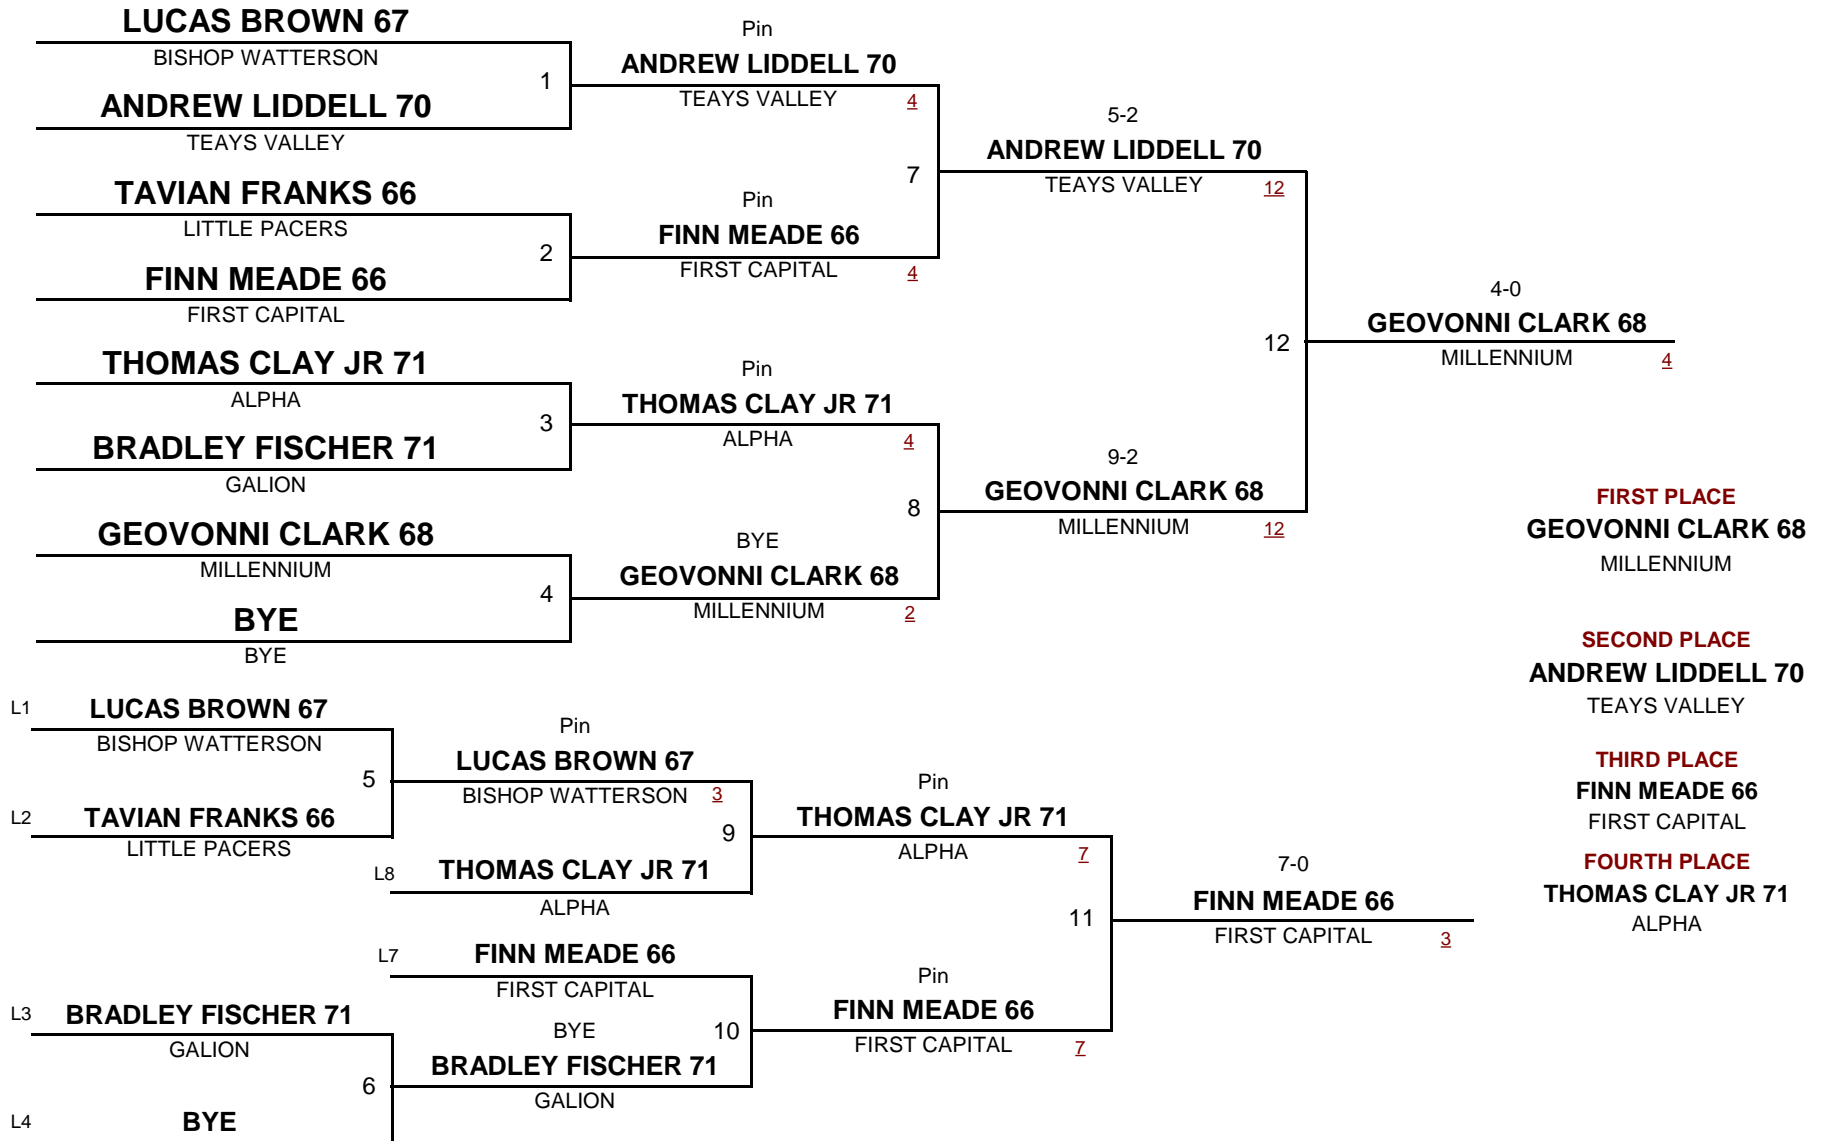 LUCAS BROWN 67
BISHOP WATTERSON
1
ANDREW LIDDELL 70
TEAYS VALLEY
Pin
ANDREW LIDDELL 70
TEAYS VALLEY 4
TAVIAN FRANKS 66
LITTLE PACERS
2
FINN MEADE 66
FIRST CAPITAL
Pin
FINN MEADE 66
FIRST CAPITAL 4
7
5-2
ANDREW LIDDELL 70
TEAYS VALLEY 12
THOMAS CLAY JR 71
ALPHA
3
BRADLEY FISCHER 71
GALION
Pin
THOMAS CLAY JR 71
ALPHA 4
GEOVONNI CLARK 68
MILLENNIUM
4
BYE
BYE
BYE
GEOVONNI CLARK 68
MILLENNIUM 2
8
9-2
GEOVONNI CLARK 68
MILLENNIUM 12
12
4-0
GEOVONNI CLARK 68
MILLENNIUM 4
FIRST PLACE
GEOVONNI CLARK 68
MILLENNIUM
SECOND PLACE
ANDREW LIDDELL 70
TEAYS VALLEY
THIRD PLACE
FINN MEADE 66
FIRST CAPITAL
FOURTH PLACE
THOMAS CLAY JR 71
ALPHA
L1 LUCAS BROWN 67
BISHOP WATTERSON
5
L2 TAVIAN FRANKS 66
LITTLE PACERS
Pin
LUCAS BROWN 67
BISHOP WATTERSON 3
9
L8 THOMAS CLAY JR 71
ALPHA
Pin
THOMAS CLAY JR 71
ALPHA 7
L7 FINN MEADE 66
FIRST CAPITAL
L3 BRADLEY FISCHER 71
GALION
6
L4 BYE
BYE
BRADLEY FISCHER 71
GALION
10
Pin
FINN MEADE 66
FIRST CAPITAL 7
11
7-0
FINN MEADE 66
FIRST CAPITAL 3